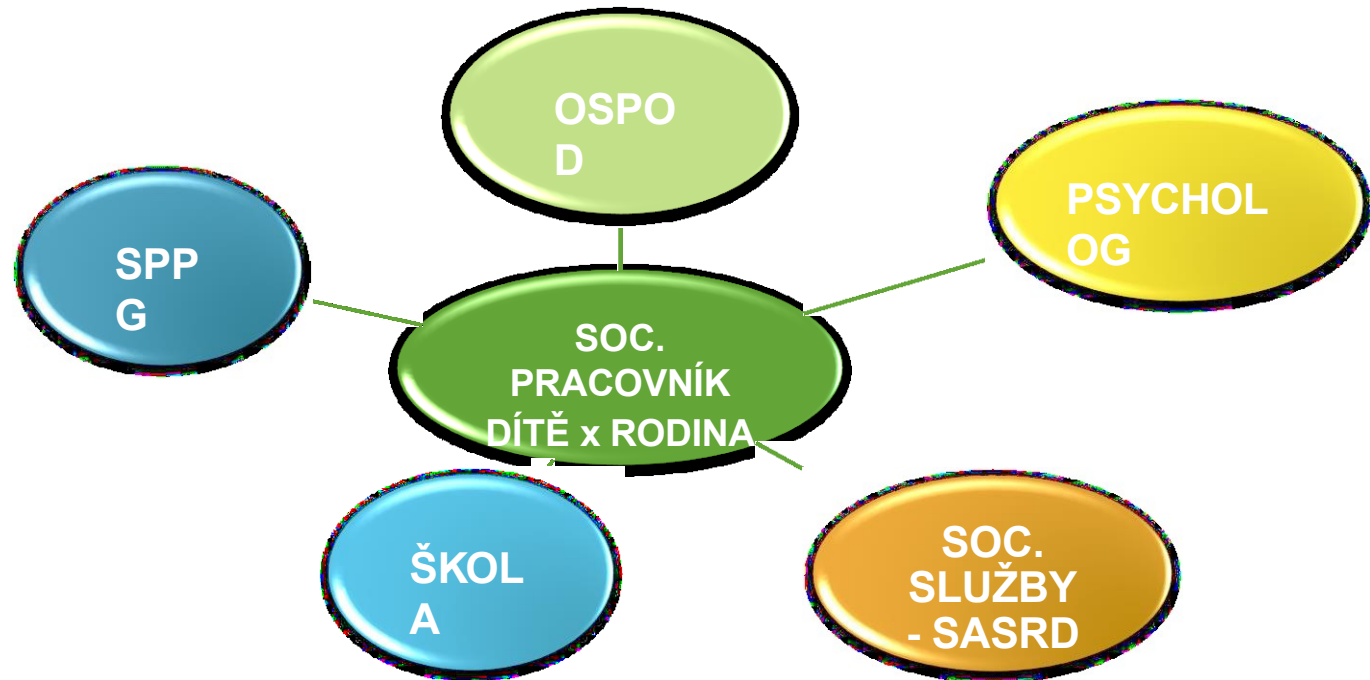 OSPO
D
PSYCHOL
OG
SPP
G
SOC.
PRACOVNÍK
DÍTĚ x RODINA
ŠKOL
A
SOC.
SLUŽBY
- SASRD